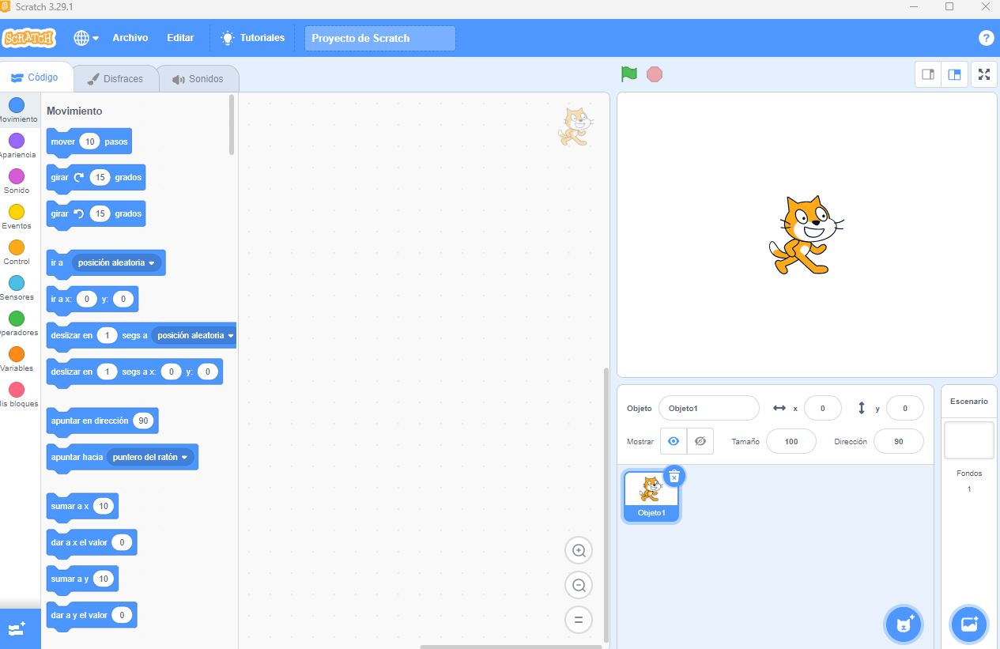 Scratch 3.29.1
SCRATCH Archivo Editar Tutoriales Proyecto de Scratch ?
Código Disfraces Sonidos
Movimiento
Apariencia
Sonido
Eventos
Control
Sensores
Operadores
Variables
Mis bloques
Movimiento
mover 10 pasos
girar 15 grados
girar 15 grados
ir a posición aleatoria
ir a x: 0 y: 0
deslizar en 1 segs a posición aleatoria
deslizar en 1 segs a x: 0 y: 0
apuntar en dirección 90
apuntar hacia puntero del ratón
sumar a x 10
dar a x el valor 0
sumar a y 10
dar a y el valor 0
Objeto Objeto1 x 0 y 0
Mostrar Tamaño 100 Dirección 90
Objeto1
Escenario
Fondos
1